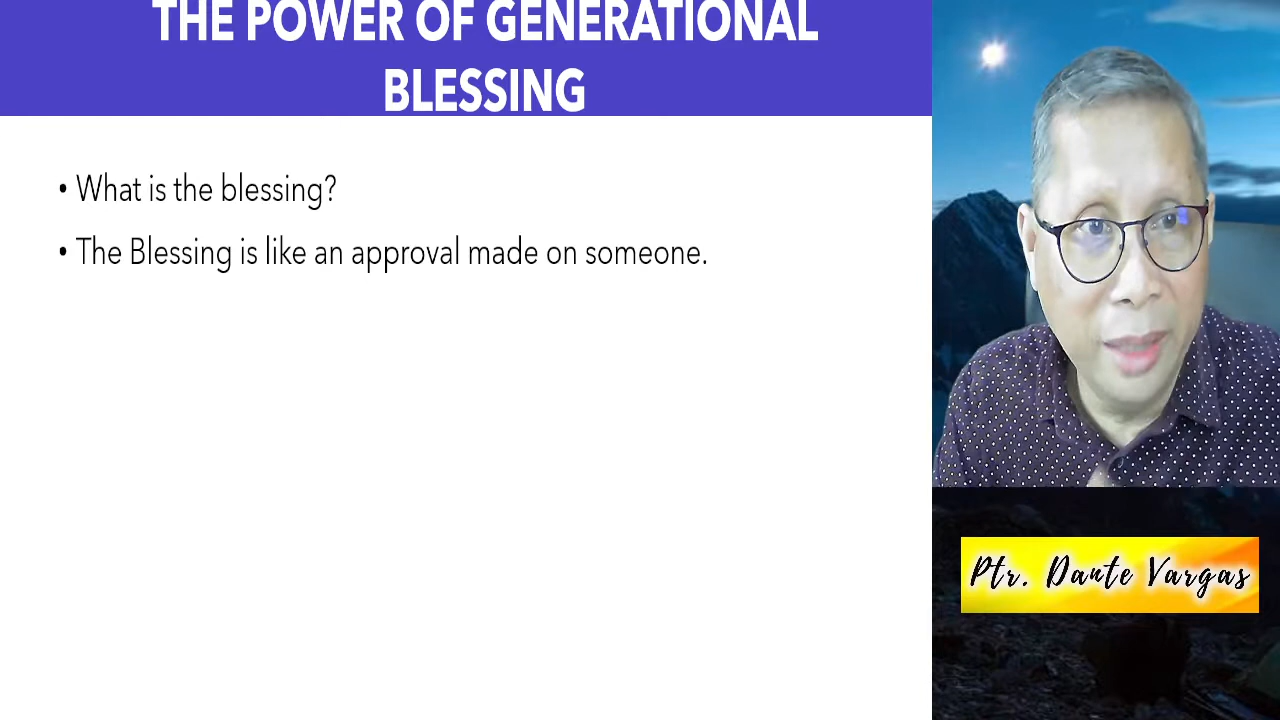 THE POWER OF GENERATIONAL
BLESSING
• What is the blessing?
• The Blessing is like an approval made on someone.
Ptr. Dante Vargas